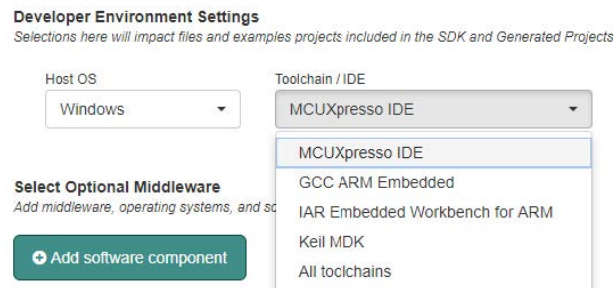 Developer Environment Settings
Selections here will impact files and examples projects included in the SDK and Generated Projects
Host OS
Toolchain / IDE
Windows
MCUXpresso IDE
MCUXpresso IDE
GCC ARM Embedded
IAR Embedded Workbench for ARM
Keil MDK
All toolchains
Select Optional Middleware
Add middleware, operating systems, and
Add software component